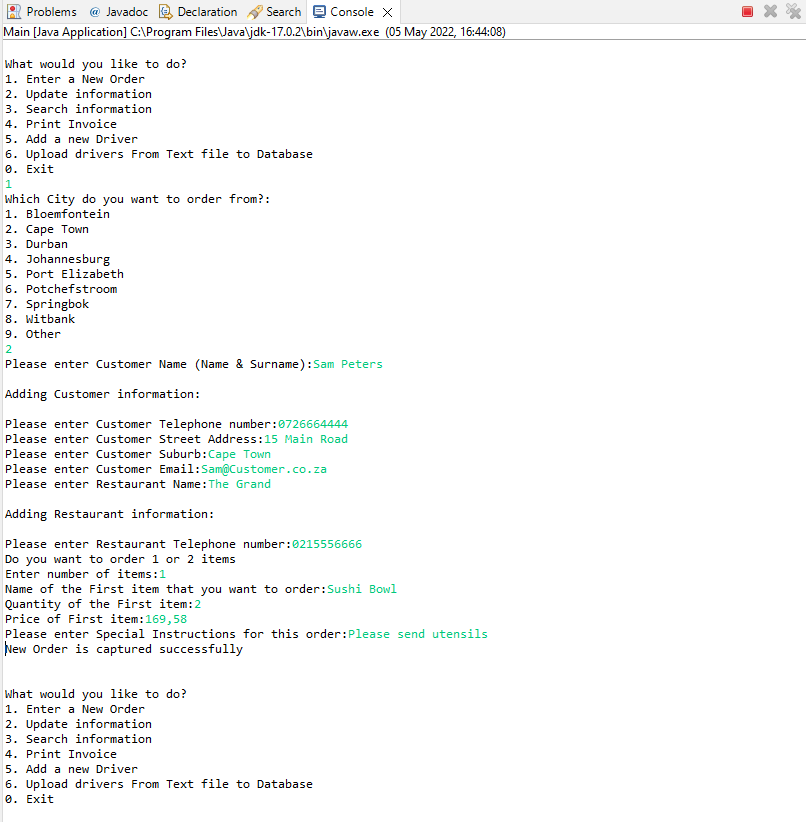 Problems @ Javadoc Declaration Search Console
Main [Java Application] C:\Program Files\Java\jdk-17.0.2\bin\javaw.exe (05 May 2022, 16:44:08)
What would you like to do?
1. Enter a New Order
2. Update information
3. Search information
4. Print Invoice
5. Add a new Driver
6. Upload drivers From Text file to Database
0. Exit
1
Which City do you want to order from?:
1. Bloemfontein
2. Cape Town
3. Durban
4. Johannesburg
5. Port Elizabeth
6. Potchefstroom
7. Springbok
8. Witbank
9. Other
2
Please enter Customer Name (Name & Surname):Sam Peters
Adding Customer information:
Please enter Customer Telephone number:0726664444
Please enter Customer Street Address:15 Main Road
Please enter Customer Suburb:Cape Town
Please enter Customer Email:Sam@Customer.co.za
Please enter Restaurant Name:The Grand
Adding Restaurant information:
Please enter Restaurant Telephone number:0215556666
Do you want to order 1 or 2 items
Enter number of items:1
Name of the First item that you want to order:Sushi Bowl
Quantity of the First item:2
Price of First item:169,58
Please enter Special Instructions for this order:Please send utensils
New Order is captured successfully
What would you like to do?
1. Enter a New Order
2. Update information
3. Search information
4. Print Invoice
5. Add a new Driver
6. Upload drivers From Text file to Database
0. Exit